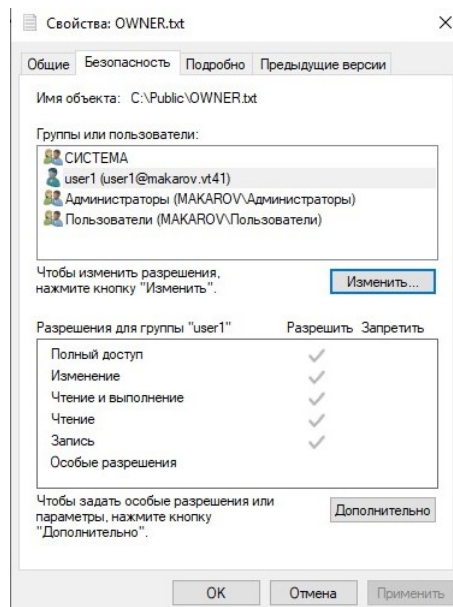 Свойства: OWNER.txt
Общие Безопасность Подробно Предыдущие версии
Имя объекта: C:\Public\OWNER.txt
Группы или пользователи:
СИСТЕМА
user1 (user1@makarov.vt41)
Администраторы (MAKAROV\Администраторы)
Пользователи (MAKAROV\Пользователи)
Чтобы изменить разрешения,
нажмите кнопку "Изменить".
Изменить...
Разрешения для группы "user1" Разрешить Запретить
Полный доступ
Изменение
Чтение и выполнение
Чтение
Запись
Особые разрешения
Чтобы задать особые разрешения или
параметры, нажмите кнопку
"Дополнительно".
Дополнительно
OK Отмена Применить